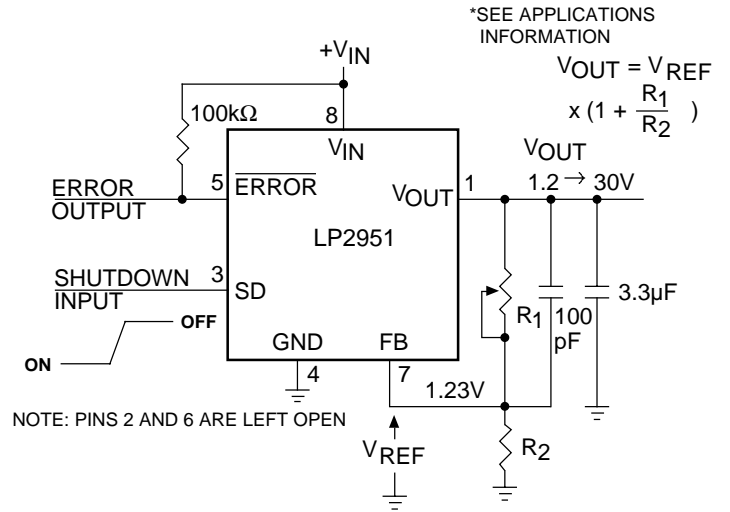 *SEE APPLICATIONS
INFORMATION
+VIN
VOUT = VREF
x (1 + R1
R2 )
100kΩ
8
VIN
VOUT
1.2 → 30V
ERROR
OUTPUT
5
ERROR
VOUT
1
LP2951
SHUTDOWN
INPUT
3
SD
R1
100
pF
3.3µF
OFF
ON
GND
FB
4
7
1.23V
NOTE: PINS 2 AND 6 ARE LEFT OPEN
VREF
R2